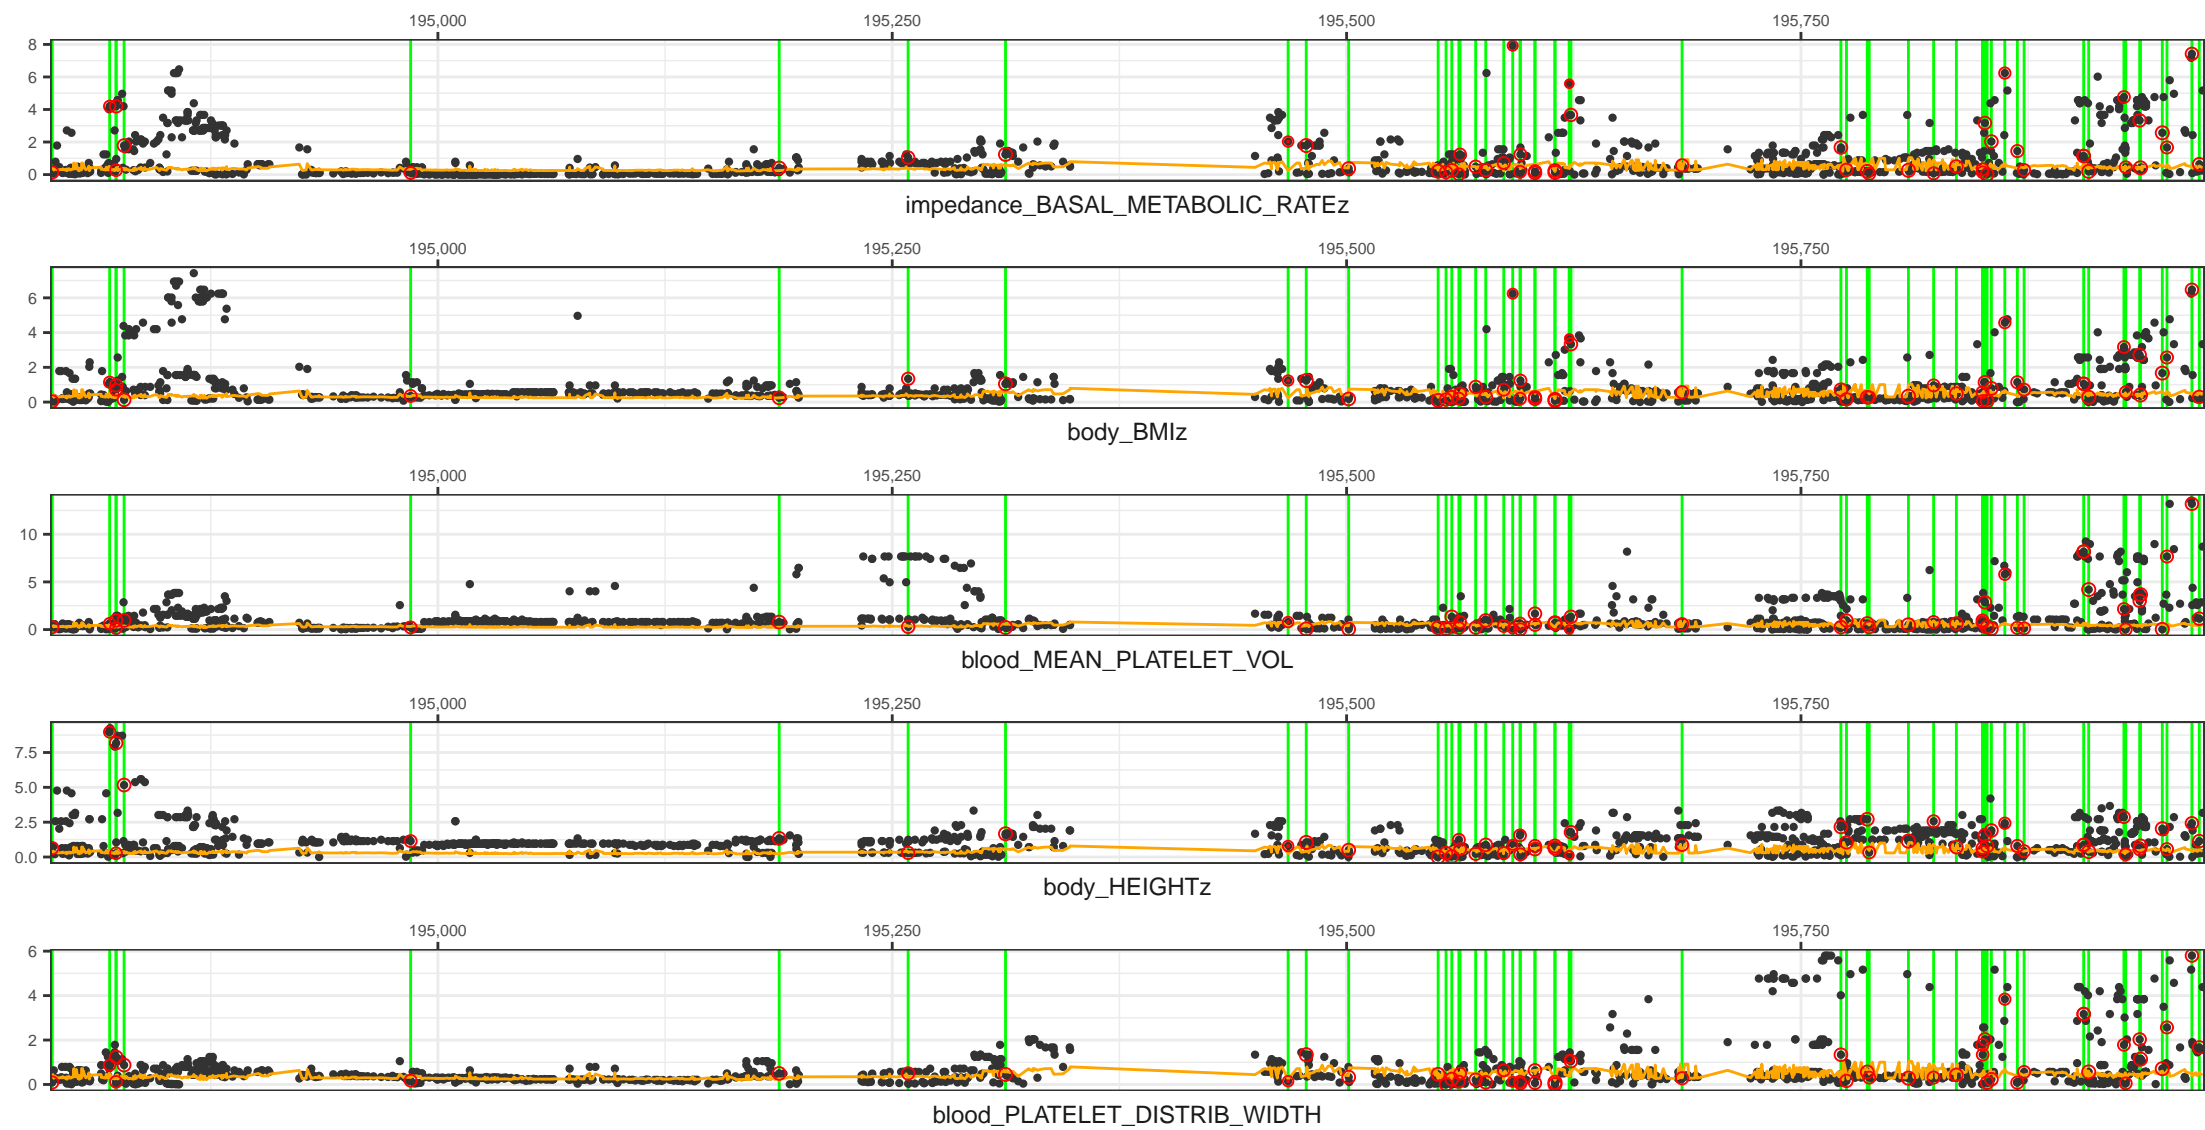 195,000 195,250 195,500 195,750
8
6
4
2
0
impedance_BASAL_METABOLIC_RATEz
195,000 195,250 195,500 195,750
6
4
2
0
body_BMIz
195,000 195,250 195,500 195,750
10
5
0
blood_MEAN_PLATELET_VOL
195,000 195,250 195,500 195,750
7.5
5.0
2.5
0.0
body_HEIGHTz
195,000 195,250 195,500 195,750
6
4
2
0
blood_PLATELET_DISTRIB_WIDTH